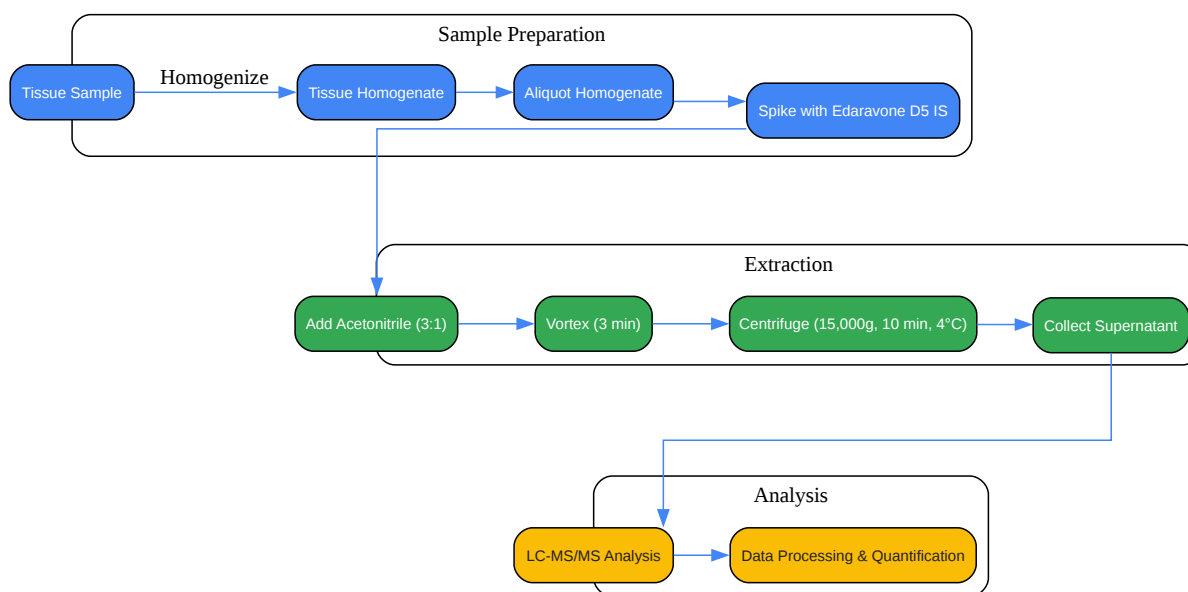 Sample Preparation
Tissue Sample
Homogenize
Tissue Homogenate
Aliquot Homogenate
Spike with Edaravone D5 IS
Extraction
Add Acetonitrile (3:1)
Vortex (3 min)
Centrifuge (15,000g, 10 min, 4°C)
Collect Supernatant
Analysis
LC-MS/MS Analysis
Data Processing & Quantification